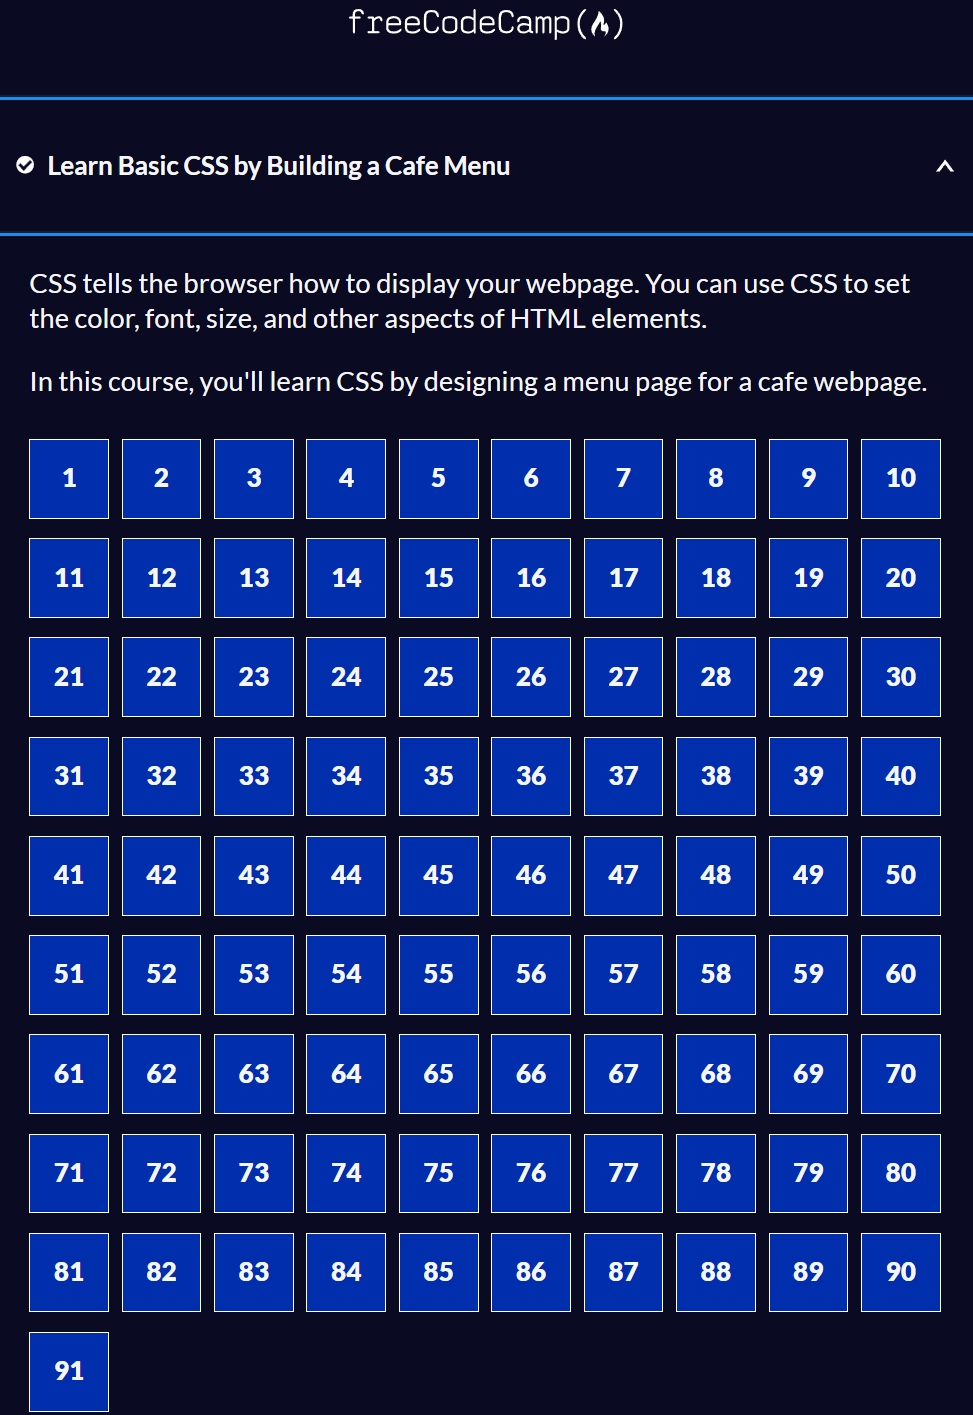 freeCodeCamp
Learn Basic CSS by Building a Cafe Menu
CSS tells the browser how to display your webpage. You can use CSS to set
the color, font, size, and other aspects of HTML elements.
In this course, you'll learn CSS by designing a menu page for a cafe webpage.
1 2 3 4 5 6 7 8 9 10
11 12 13 14 15 16 17 18 19 20
21 22 23 24 25 26 27 28 29 30
31 32 33 34 35 36 37 38 39 40
41 42 43 44 45 46 47 48 49 50
51 52 53 54 55 56 57 58 59 60
61 62 63 64 65 66 67 68 69 70
71 72 73 74 75 76 77 78 79 80
81 82 83 84 85 86 87 88 89 90
91